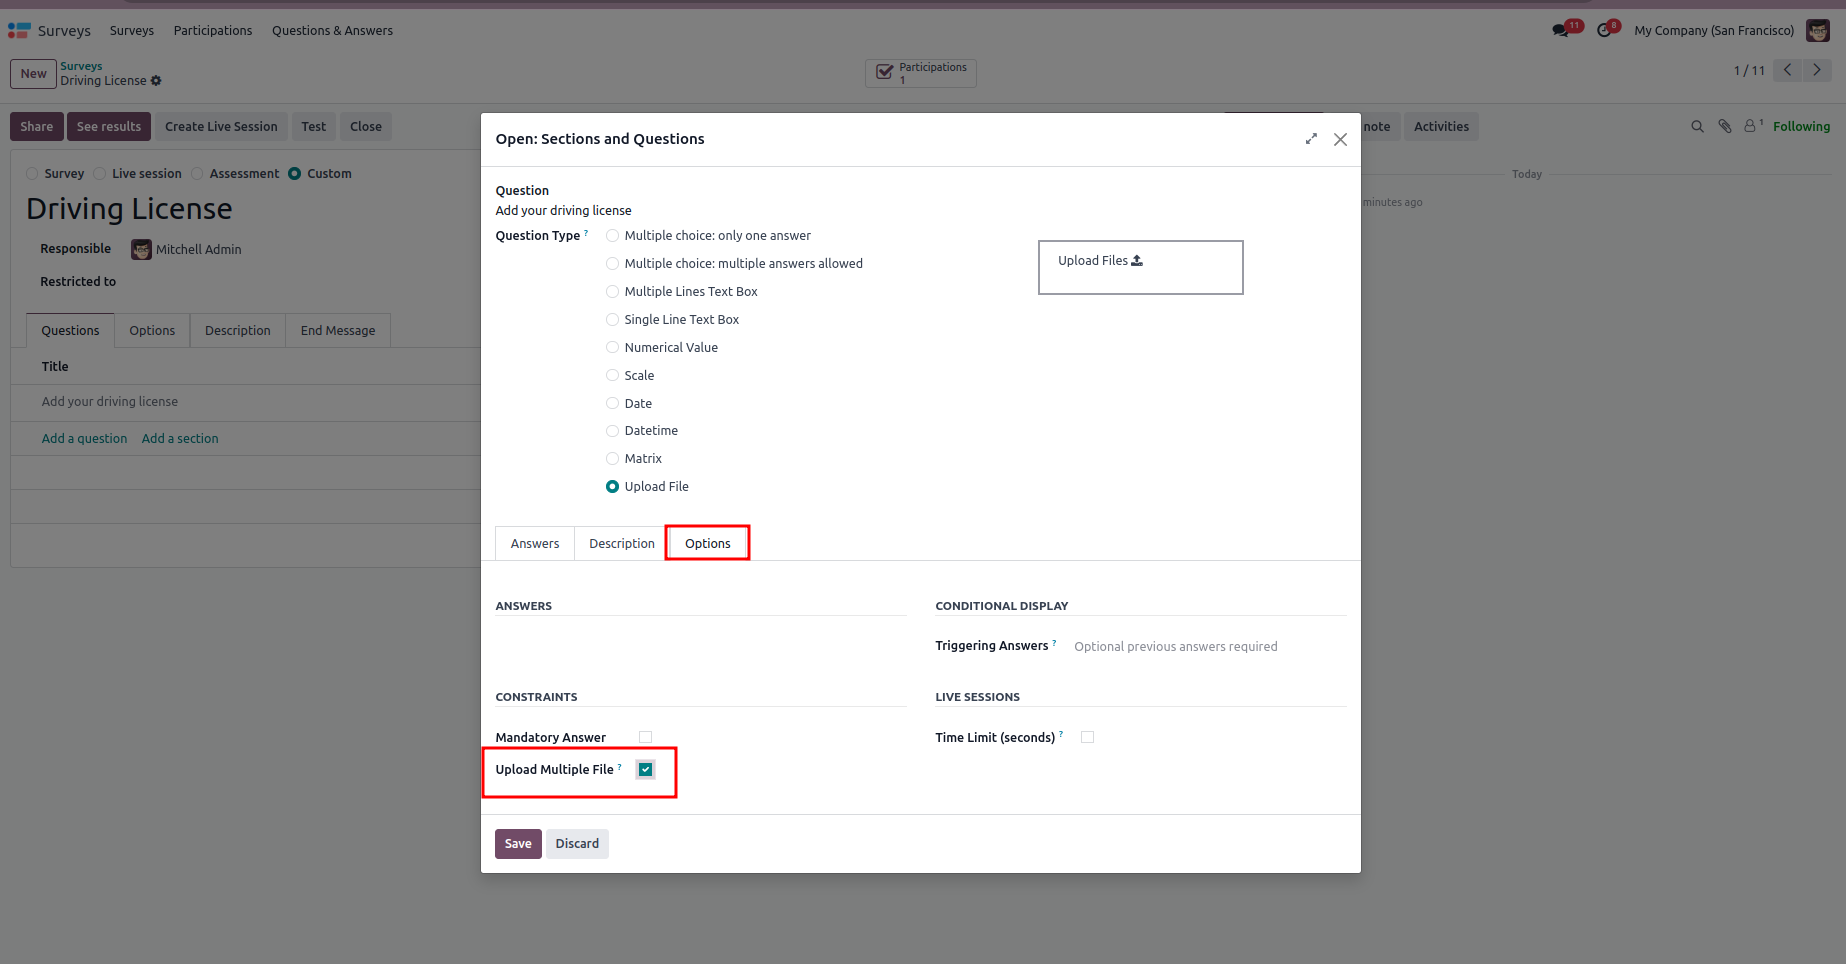 Surveys Surveys Participations Questions & Answers 11 8 My Company (San Francisco)
New Surveys
Driving License
Participations
1
1 / 11
Share See results Create Live Session Test Close note Activities 1 Following
Survey Live session Assessment Custom
Driving License
Responsible Mitchell Admin
Restricted to
Questions Options Description End Message
Title
Add your driving license
Add a question Add a section
Today
minutes ago
Open: Sections and Questions
Question
Add your driving license
Question Type ?
Multiple choice: only one answer
Multiple choice: multiple answers allowed
Multiple Lines Text Box
Single Line Text Box
Numerical Value
Scale
Date
Datetime
Matrix
Upload File
Upload Files
Answers Description Options
ANSWERS
CONDITIONAL DISPLAY
Triggering Answers ? Optional previous answers required
CONSTRAINTS
LIVE SESSIONS
Mandatory Answer
Time Limit (seconds) ?
Upload Multiple File ?
Save Discard